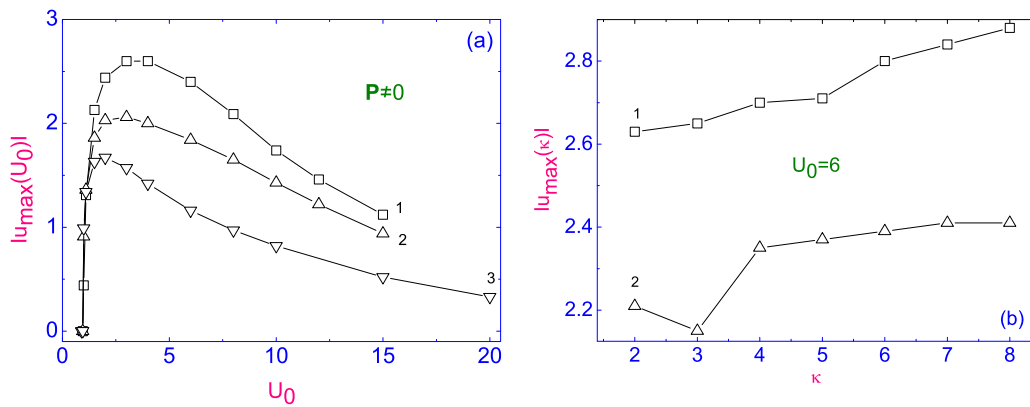 (a)
P≠0
3
2
1
0
|u_max(U_0)|
1
2
3
0 5 10 15 20
U_0
2.8
2.6
2.4
2.2
|u_max(κ)|
1
U_0=6
2
(b)
2 3 4 5 6 7 8
κ